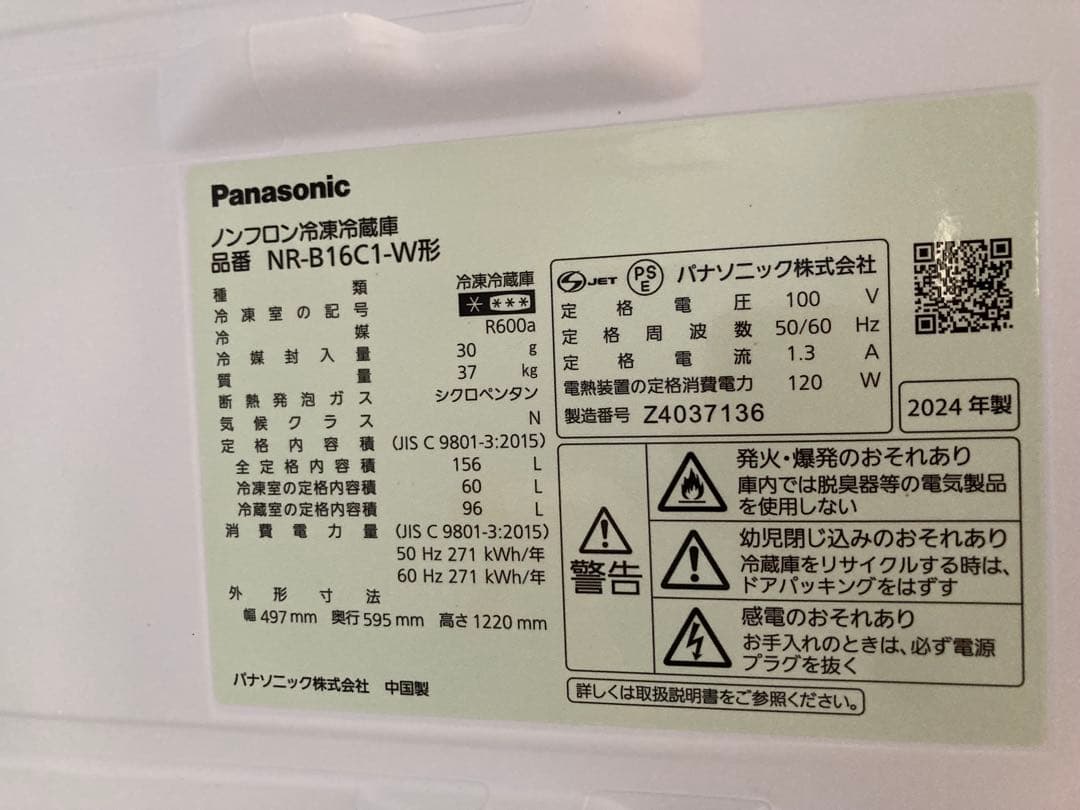 Panasonic
ノンフロン冷凍冷蔵庫
品番 NR-B16C1-W形
種類 冷凍冷蔵庫
冷凍室の記号 * ***
冷媒 R600a
冷媒封入量 30 g
質量 37 kg
断熱発泡ガス シクロペンタン
気候クラス N
定格内容積 (JIS C 9801-3:2015)
全定格内容積 156 L
冷凍室の定格内容積 60 L
冷蔵室の定格内容積 96 L
消費電力量 (JIS C 9801-3:2015)
50 Hz 271 kWh/年
60 Hz 271 kWh/年
外形寸法
幅 497 mm 奥行 595 mm 高さ 1220 mm
パナソニック株式会社 中国製
S JET PSE パナソニック株式会社
定格電圧 100 V
定格周波数 50/60 Hz
定格電流 1.3 A
電熱装置の定格消費電力 120 W
製造番号 Z4037136
2024 年製
警告
発火・爆発のおそれあり
庫内では脱臭器等の電気製品
を使用しない
幼児閉じ込みのおそれあり
冷蔵庫をリサイクルする時は、
ドアパッキングをはずす
感電のおそれあり
お手入れのときは、必ず電源
プラグを抜く
詳しくは取扱説明書をご参照ください。